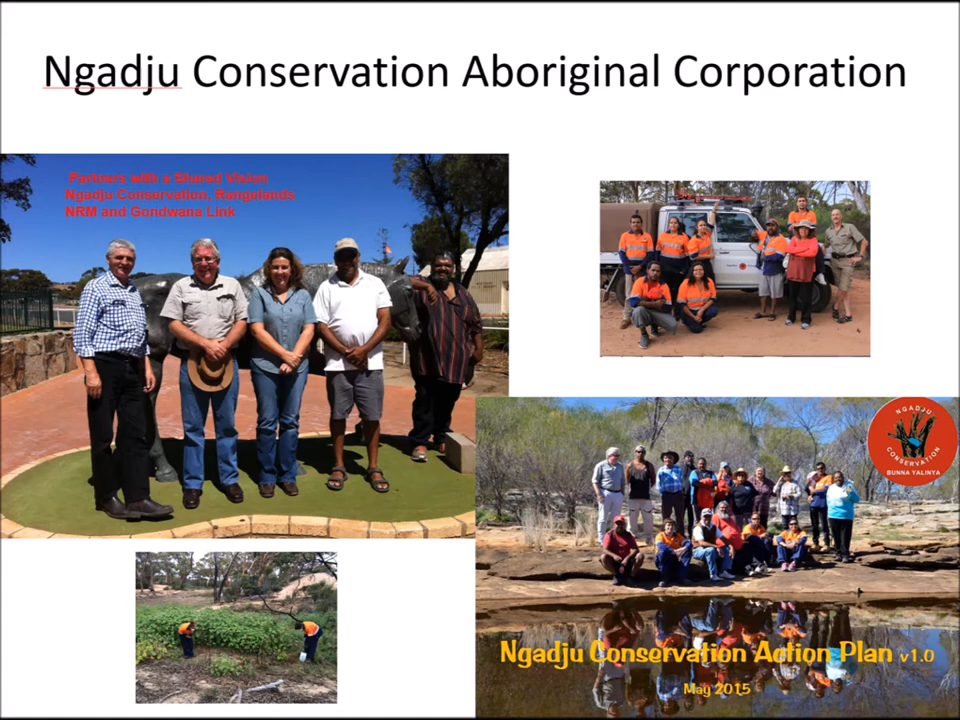 Ngadju Conservation Aboriginal Corporation
Partners with a Shared Vision
Ngadju Conservation, Rangelands
NRM and Gondwana Link
NGADJU
CONSERVATION
BUNNA YALINYA
Ngadju Conservation Action Plan v1.0
May 2015